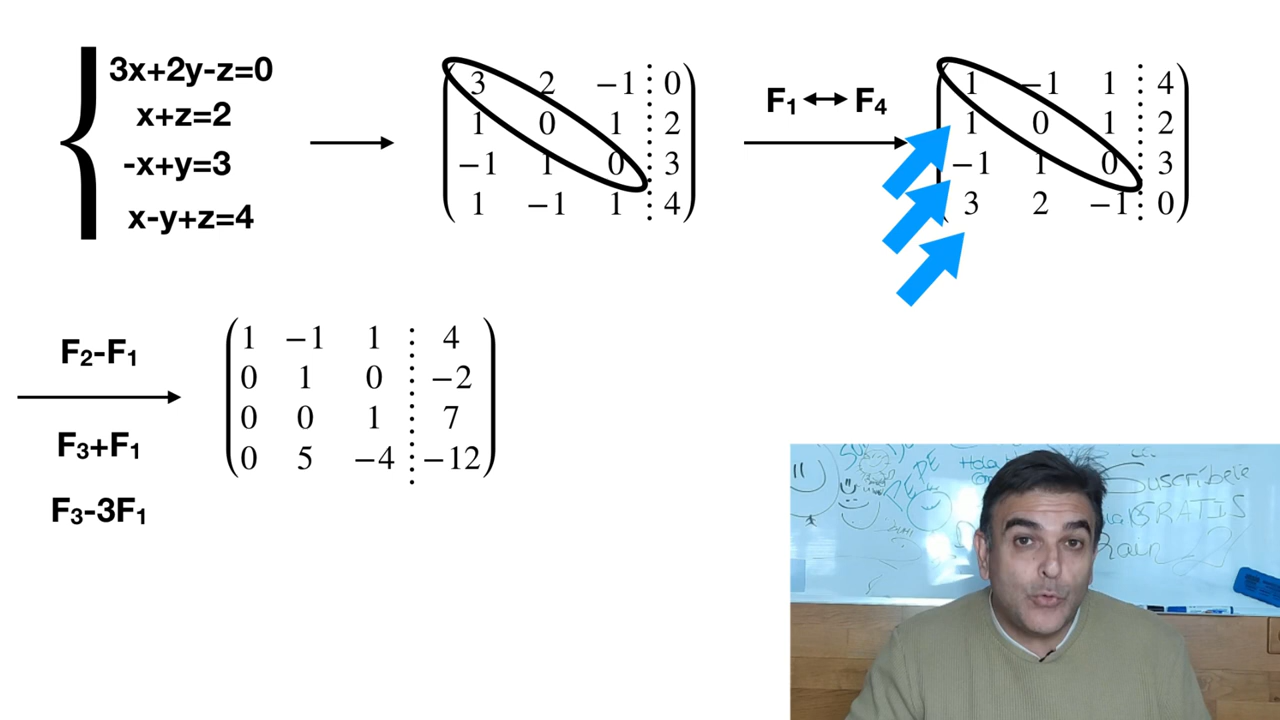 3x+2y-z=0
x+z=2
-x+y=3
x-y+z=4
3 2 −1 ⋮ 0
1 0 1 ⋮ 2
−1 1 0 ⋮ 3
1 −1 1 ⋮ 4
F₁ ↔ F₄
1 −1 1 ⋮ 4
1 0 1 ⋮ 2
−1 1 0 ⋮ 3
3 2 −1 ⋮ 0
F₂-F₁
F₃+F₁
F₃-3F₁
1 −1 1 ⋮ 4
0 1 0 ⋮ −2
0 0 1 ⋮ 7
0 5 −4 ⋮ −12
PEPE
Hola
Suscríbete
GRATIS